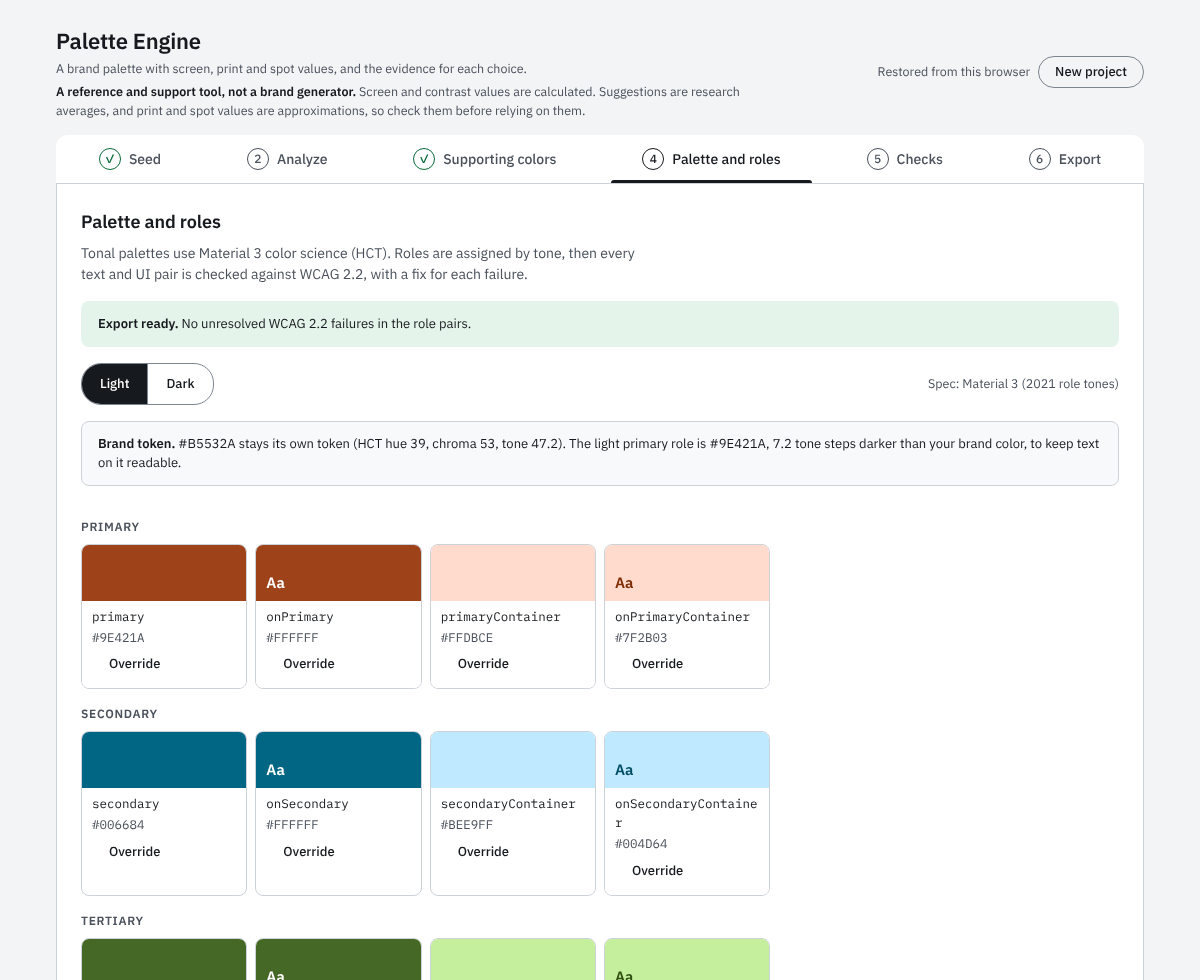 Palette Engine
A brand palette with screen, print and spot values, and the evidence for each choice.
A reference and support tool, not a brand generator. Screen and contrast values are calculated. Suggestions are research
averages, and print and spot values are approximations, so check them before relying on them.
Restored from this browser
New project
Seed
2 Analyze
Supporting colors
4 Palette and roles
5 Checks
6 Export
Palette and roles
Tonal palettes use Material 3 color science (HCT). Roles are assigned by tone, then every
text and UI pair is checked against WCAG 2.2, with a fix for each failure.
Export ready. No unresolved WCAG 2.2 failures in the role pairs.
Light
Dark
Spec: Material 3 (2021 role tones)
Brand token. #B5532A stays its own token (HCT hue 39, chroma 53, tone 47.2). The light primary role is #9E421A, 7.2 tone steps darker than your brand color, to keep text
on it readable.
PRIMARY
primary
#9E421A
Override
Aa
onPrimary
#FFFFFF
Override
primaryContainer
#FFDBCE
Override
Aa
onPrimaryContainer
#7F2B03
Override
SECONDARY
secondary
#006684
Override
Aa
onSecondary
#FFFFFF
Override
secondaryContainer
#BEE9FF
Override
Aa
onSecondaryContaine
r
#004D64
Override
TERTIARY
Aa
Aa